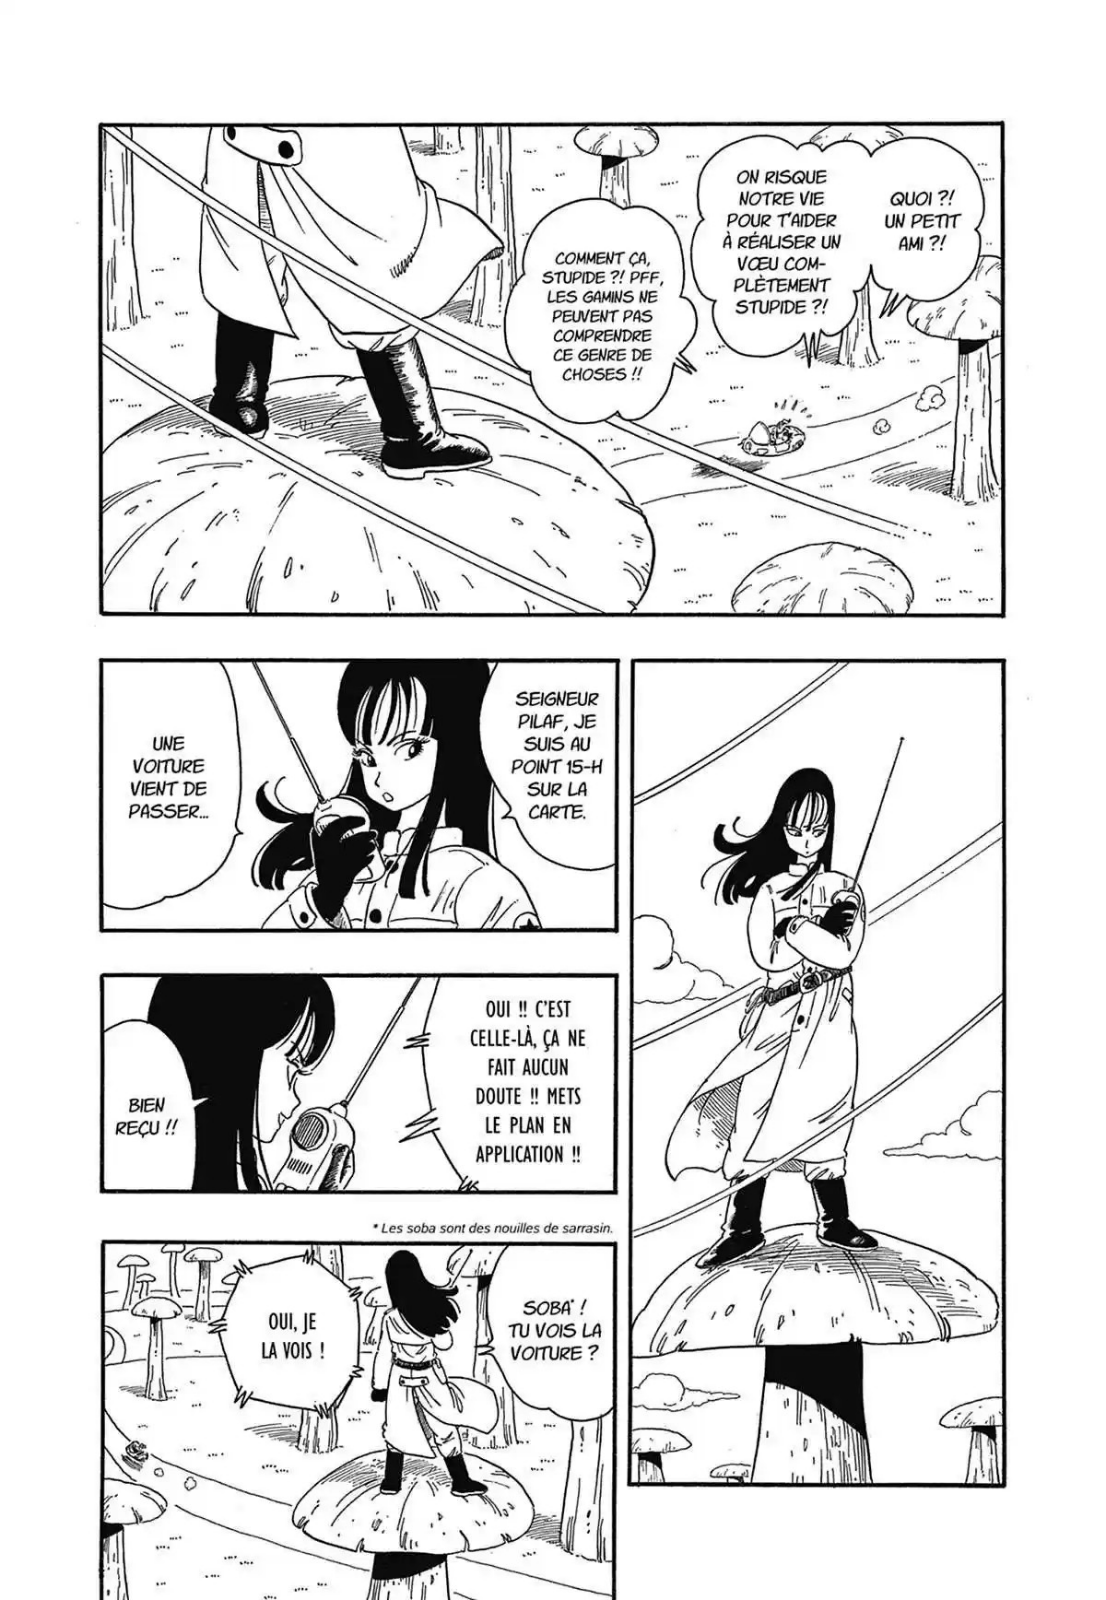 QUOI ?!
UN PETIT
AMI ?!
ON RISQUE
NOTRE VIE
POUR T'AIDER
À RÉALISER UN
VŒU COM-
PLÈTEMENT
STUPIDE ?!
COMMENT ÇA,
STUPIDE ?! PFF,
LES GAMINS NE
PEUVENT PAS
COMPRENDRE
CE GENRE DE
CHOSES !!
SEIGNEUR
PILAF, JE
SUIS AU
POINT 15-H
SUR LA
CARTE.
UNE
VOITURE
VIENT DE
PASSER...
OUI !! C'EST
CELLE-LÀ, ÇA NE
FAIT AUCUN
DOUTE !! METS
LE PLAN EN
APPLICATION !!
BIEN
REÇU !!
* Les soba sont des nouilles de sarrasin.
SOBA* !
TU VOIS LA
VOITURE ?
OUI, JE
LA VOIS !